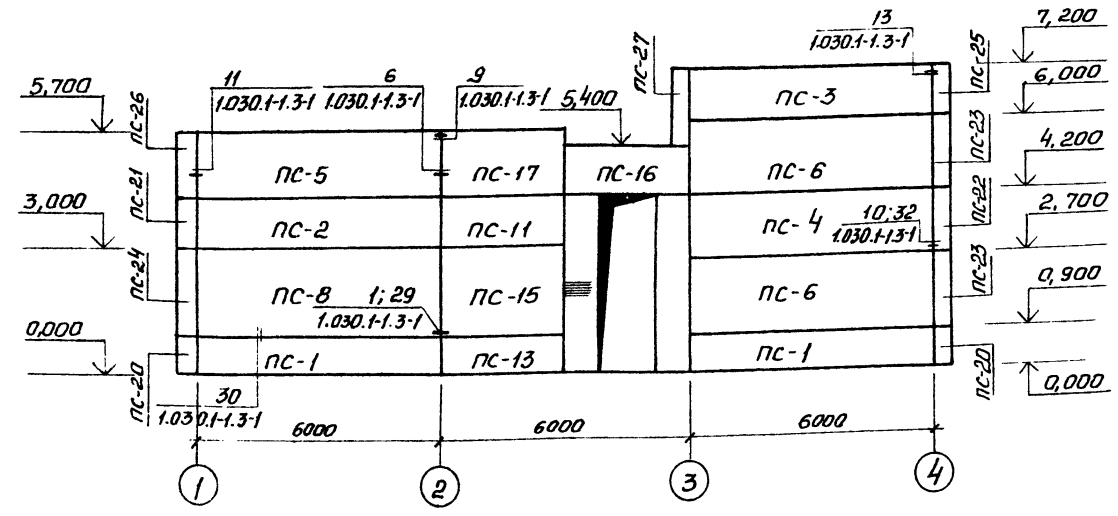 13
1.030.1-1.3-1
7,200
ПС-27
ПС-25
11
1.030.1-1.3-1
6
1.030.1-1.3-1
9
1.030.1-1.3-1
5,400
5,700
6,000
ПС-26
ПС-3
ПС-23
4,200
ПС-5
ПС-17
ПС-16
ПС-6
ПС-21
ПС-22
3,000
2,700
ПС-2
ПС-11
ПС-4
10;32
1.030.1-1.3-1
ПС-24
ПС-8
1; 29
1.030.1-1.3-1
ПС-15
ПС-6
ПС-23
0,900
0,000
ПС-1
ПС-13
ПС-1
ПС-20
ПС-20
0,000
30
1.030.1-1.3-1
6000
6000
6000
1
2
3
4